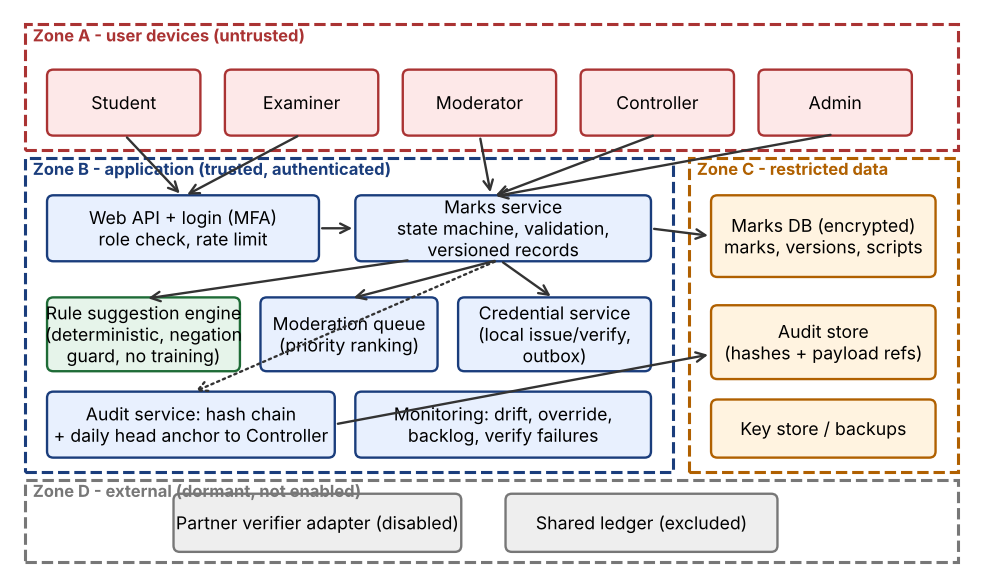 Zone A - user devices (untrusted)
Student
Examiner
Moderator
Controller
Admin
Zone B - application (trusted, authenticated)
Zone C - restricted data
Web API + login (MFA)
role check, rate limit
Marks service
state machine, validation,
versioned records
Marks DB (encrypted)
marks, versions, scripts
Rule suggestion engine
(deterministic, negation
guard, no training)
Moderation queue
(priority ranking)
Credential service
(local issue/verify,
outbox)
Audit store
(hashes + payload refs)
Audit service: hash chain
+ daily head anchor to Controller
Monitoring: drift, override,
backlog, verify failures
Key store / backups
Zone D - external (dormant, not enabled)
Partner verifier adapter (disabled)
Shared ledger (excluded)